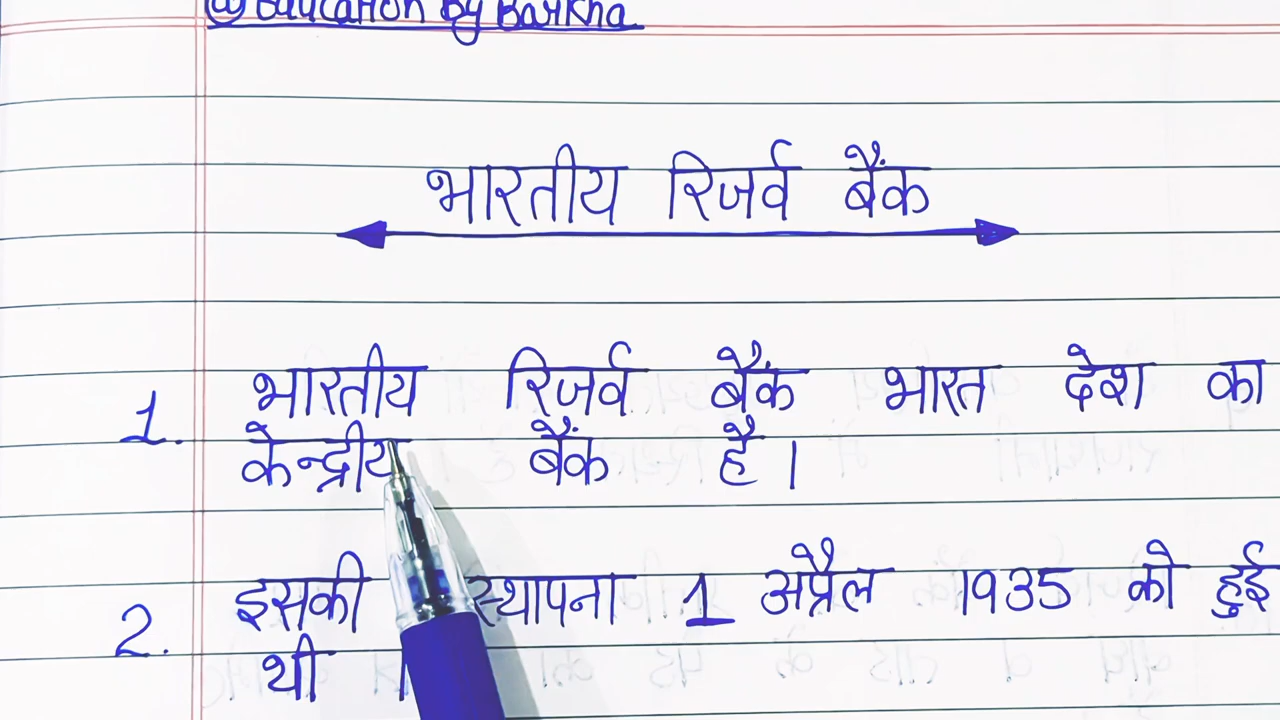 @Education by Barkha
भारतीय रिजर्व बैंक
1. भारतीय रिजर्व बैंक भारत देश का
केन्द्रीय बैंक है।
2. इसकी स्थापना 1 अप्रैल 1935 को हुई
थी ।